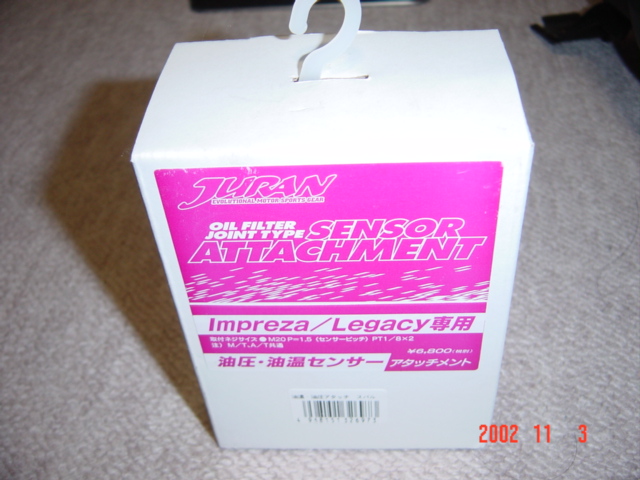 JURAN
EVOLUTIONAL MOTOR SPORTS GEAR
OIL FILTER
JOINT TYPE SENSOR
ATTACHMENT
Impreza/Legacy専用
取付ネジサイズ●M20 P=1.5 (センサーピッチ) PT1/8×2
注) M/T、A/T共通
¥6,800(税別)
油圧・油温センサー アタッチメント
2002 11 3